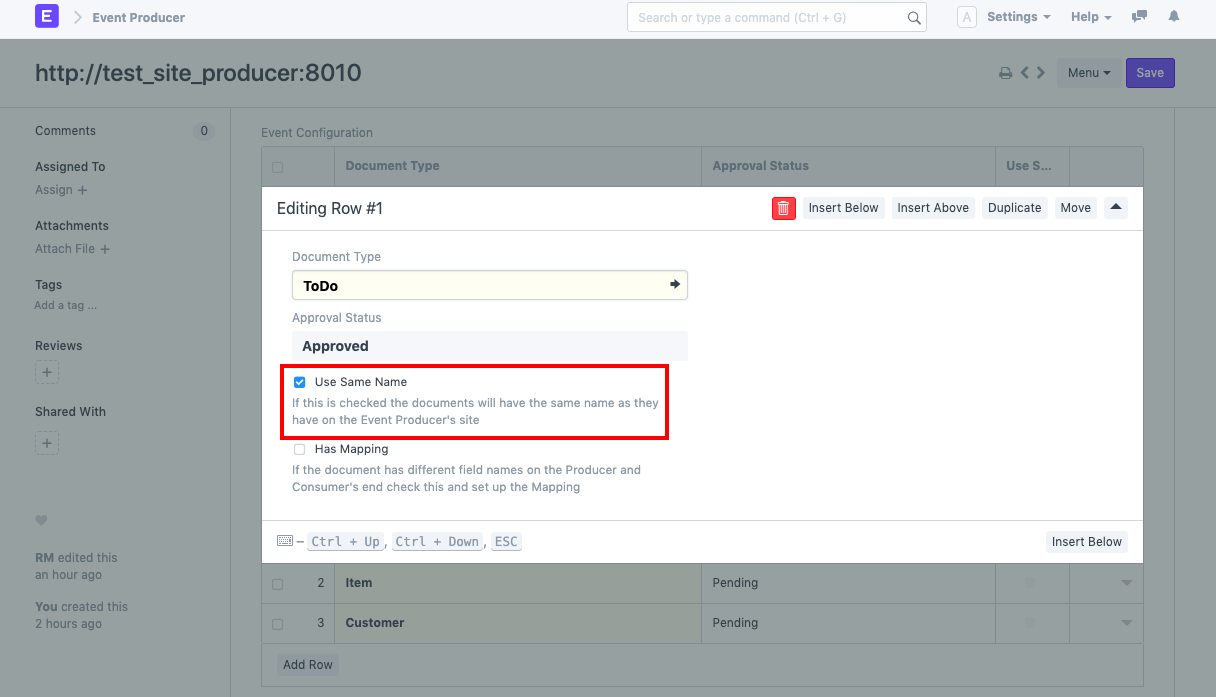 E Event Producer Search or type a command (Ctrl + G) A Settings Help
http://test_site_producer:8010 Menu Save
Comments 0
Assigned To
Assign +
Attachments
Attach File +
Tags
Add a tag ...
Reviews
+
Shared With
+
RM edited this
an hour ago
You created this
2 hours ago
Event Configuration
Document Type Approval Status Use S...
Editing Row #1 Insert Below Insert Above Duplicate Move
Document Type
ToDo
Approval Status
Approved
Use Same Name
If this is checked the documents will have the same name as they
have on the Event Producer's site
Has Mapping
If the document has different field names on the Producer and
Consumer's end check this and set up the Mapping
– Ctrl + Up, Ctrl + Down, ESC Insert Below
2 Item Pending
3 Customer Pending
Add Row